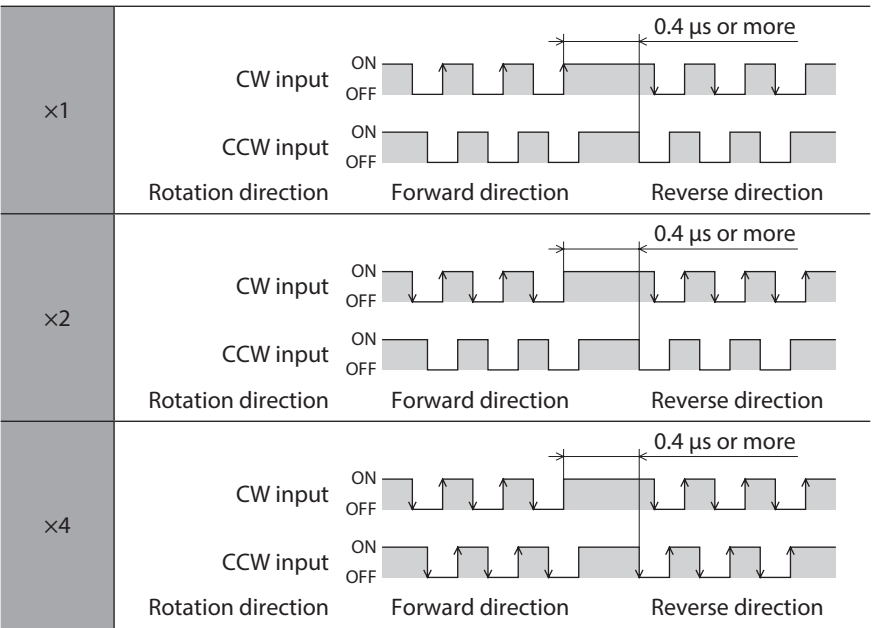 0.4 µs or more
×1
CW input
ON
OFF
CCW input
ON
OFF
Rotation direction Forward direction Reverse direction
0.4 µs or more
×2
CW input
ON
OFF
CCW input
ON
OFF
Rotation direction Forward direction Reverse direction
0.4 µs or more
×4
CW input
ON
OFF
CCW input
ON
OFF
Rotation direction Forward direction Reverse direction